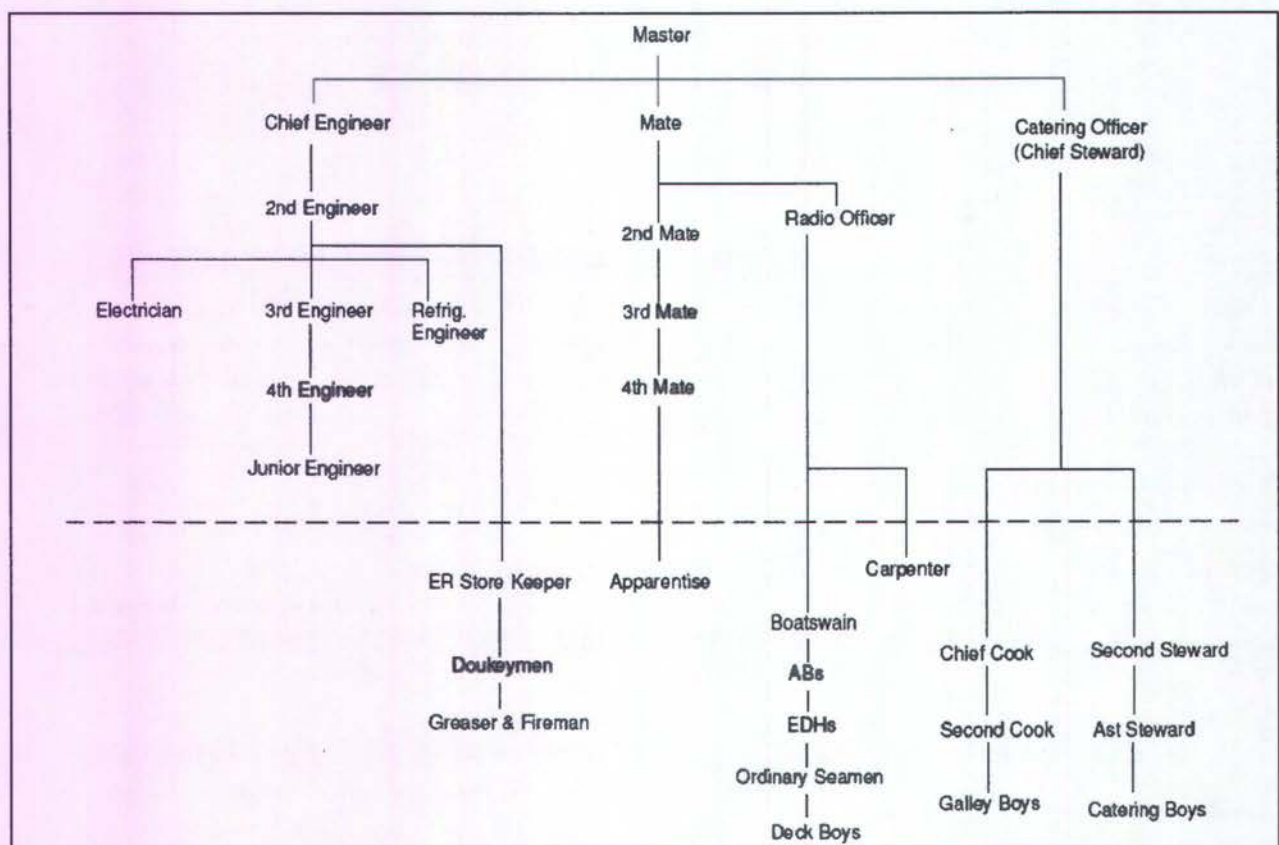 Master
Chief Engineer
Mate
Catering Officer
(Chief Steward)
2nd Engineer
2nd Mate
Radio Officer
Electrician
3rd Engineer
Refrig.
Engineer
3rd Mate
4th Engineer
4th Mate
Junior Engineer
ER Store Keeper
Apparentise
Carpenter
Boatswain
Doukeymen
ABs
Chief Cook
Second Steward
Greaser & Fireman
EDHs
Second Cook
Ast Steward
Ordinary Seamen
Galley Boys
Catering Boys
Deck Boys